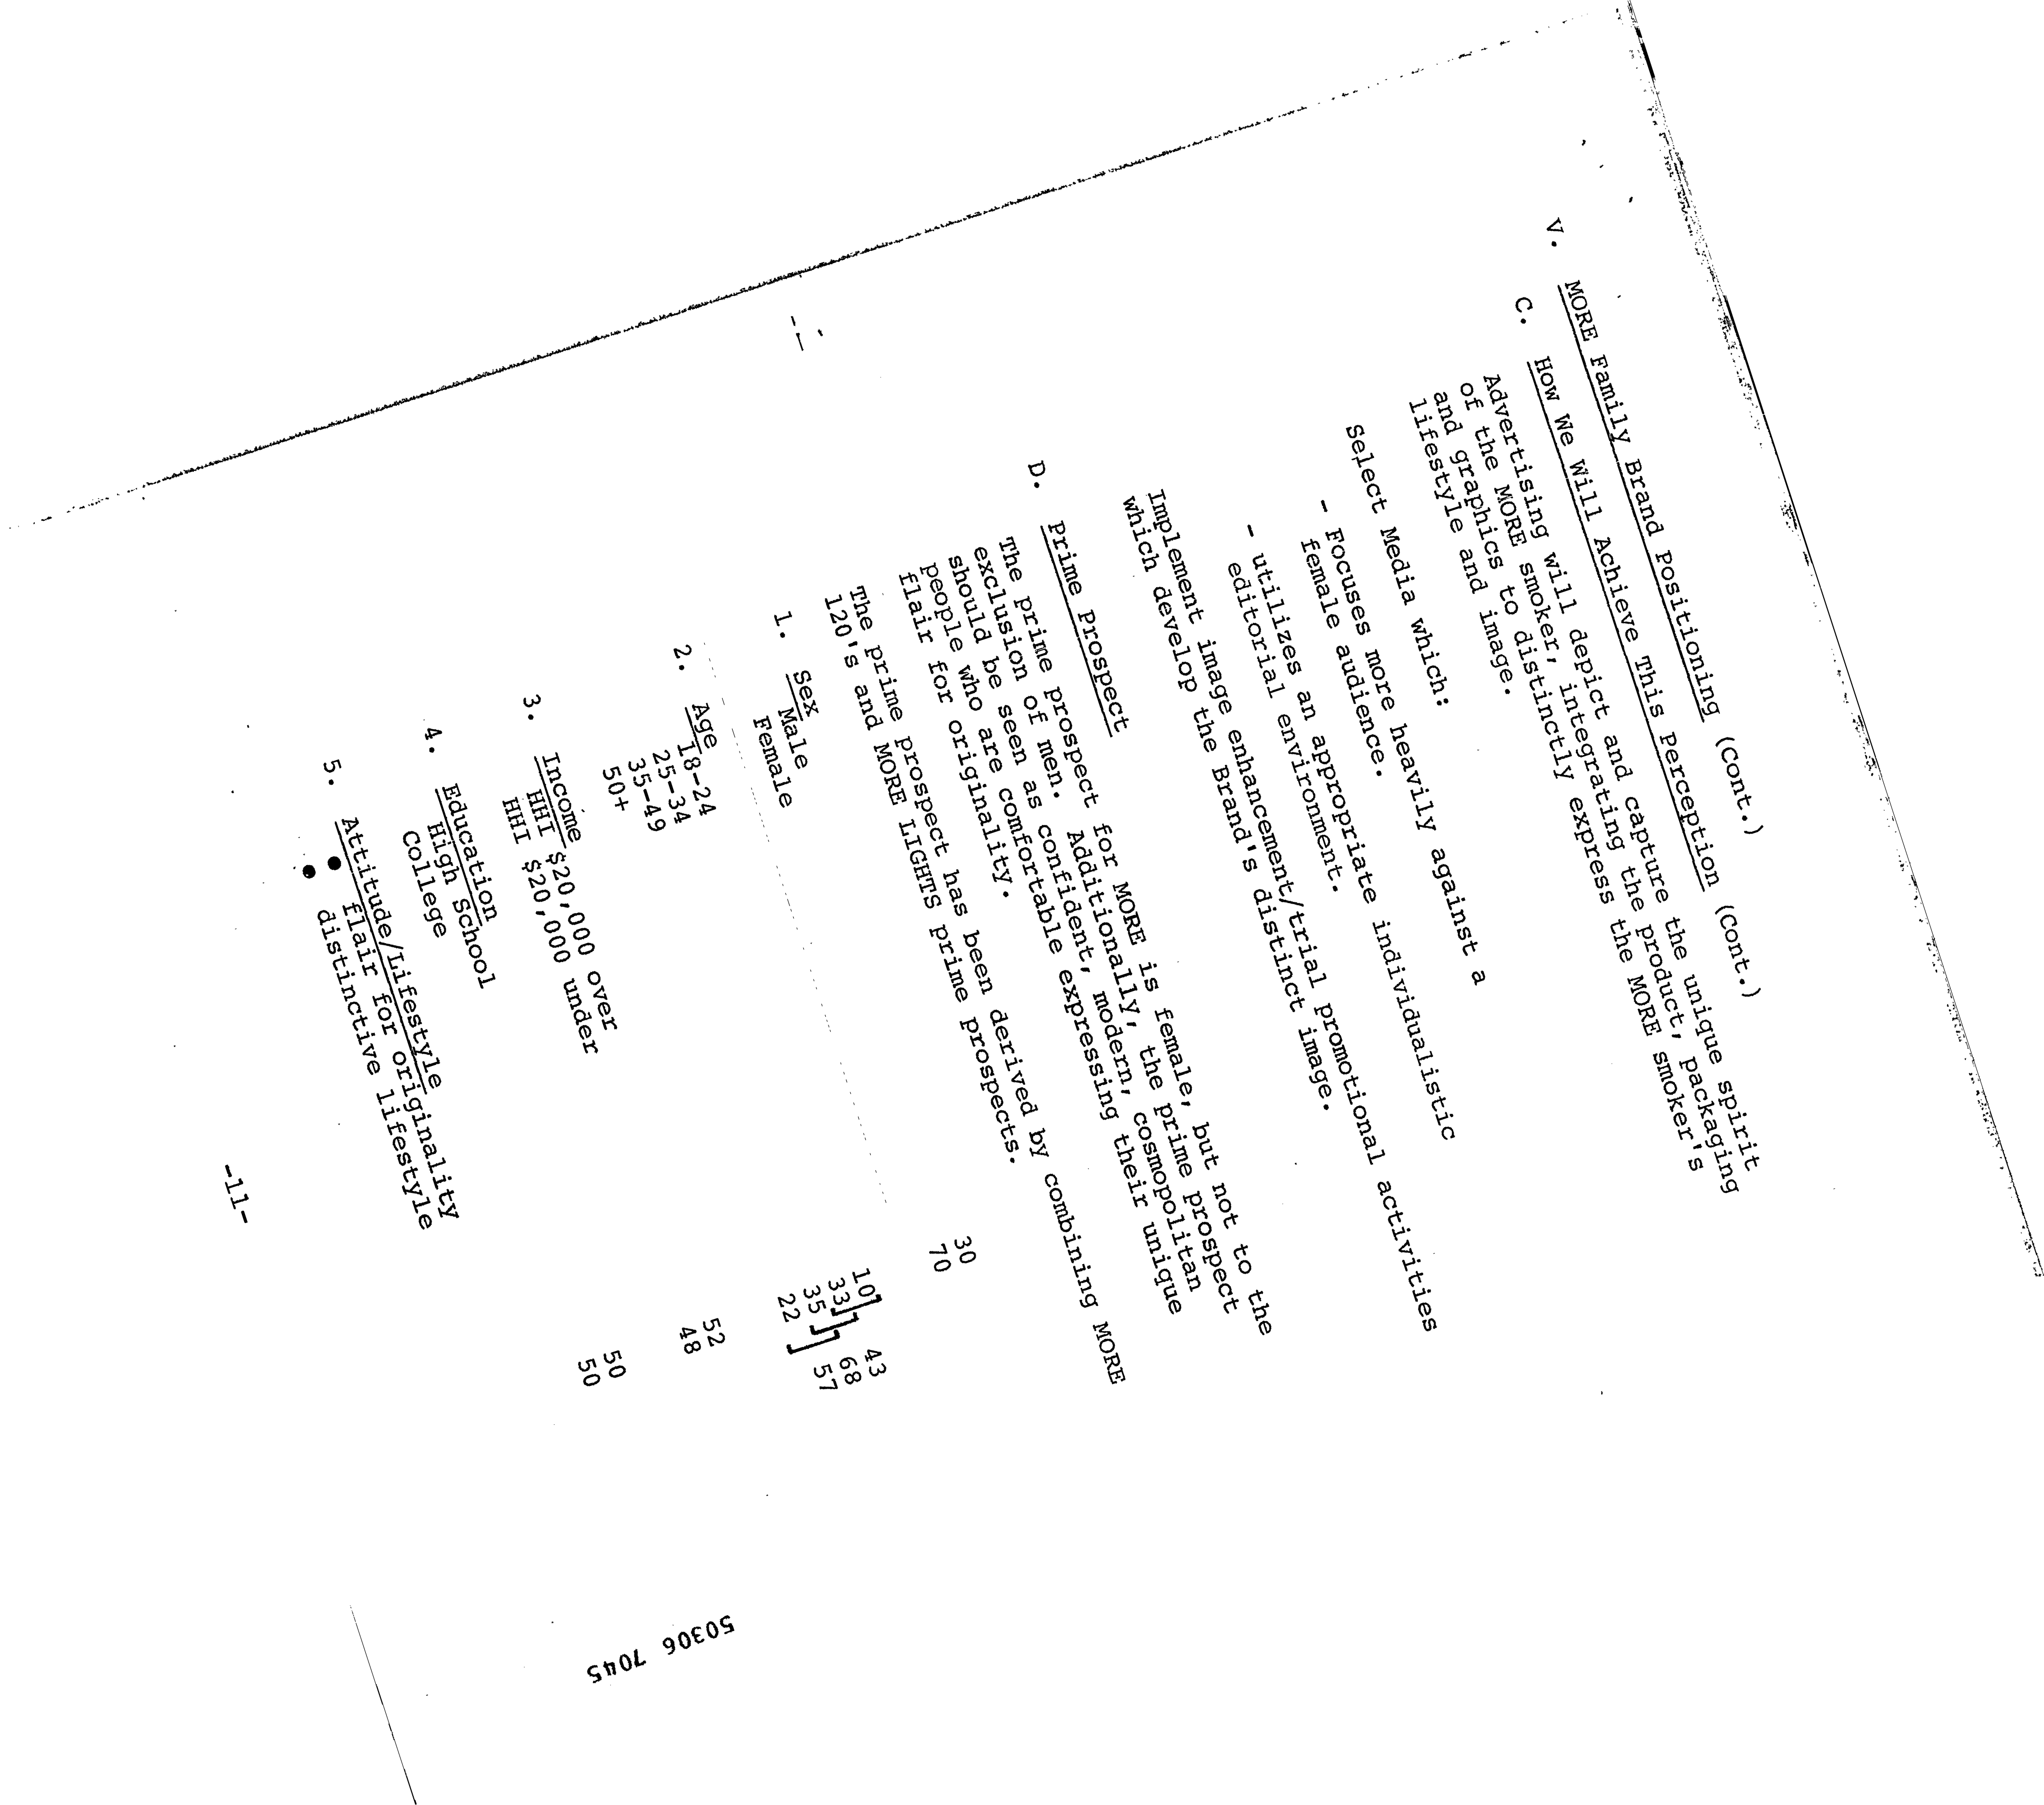 V. MORE Family Brand Positioning (Cont.)
C. How We Will Achieve This Perception (Cont.)
Advertising will depict and capture the unique spirit
of the MORE smoker, integrating the product, packaging
and graphics to distinctly express the MORE smoker's
lifestyle and image.
Select Media which:
- Focuses more heavily against a
female audience.
- utilizes an appropriate individualistic
editorial environment.
Implement image enhancement/trial promotional activities
which develop the Brand's distinct image.
D. Prime Prospect
The prime prospect for MORE is female, but not to the
exclusion of men. Additionally, the prime prospect
should be seen as confident, modern, cosmopolitan
people who are comfortable expressing their unique
flair for originality.
The prime prospect has been derived by combining MORE
120's and MORE LIGHTS prime prospects.
1. Sex
Male 30
Female 70
2. Age
18-24 10 43
25-34 33 68
35-49 35 57
50+ 22
3. Income
HHI $20,000 over 52
HHI $20,000 under 48
4. Education
High School 50
College 50
5. Attitude/Lifestyle
● flair for originality
● distinctive lifestyle
-11-
50306 7045